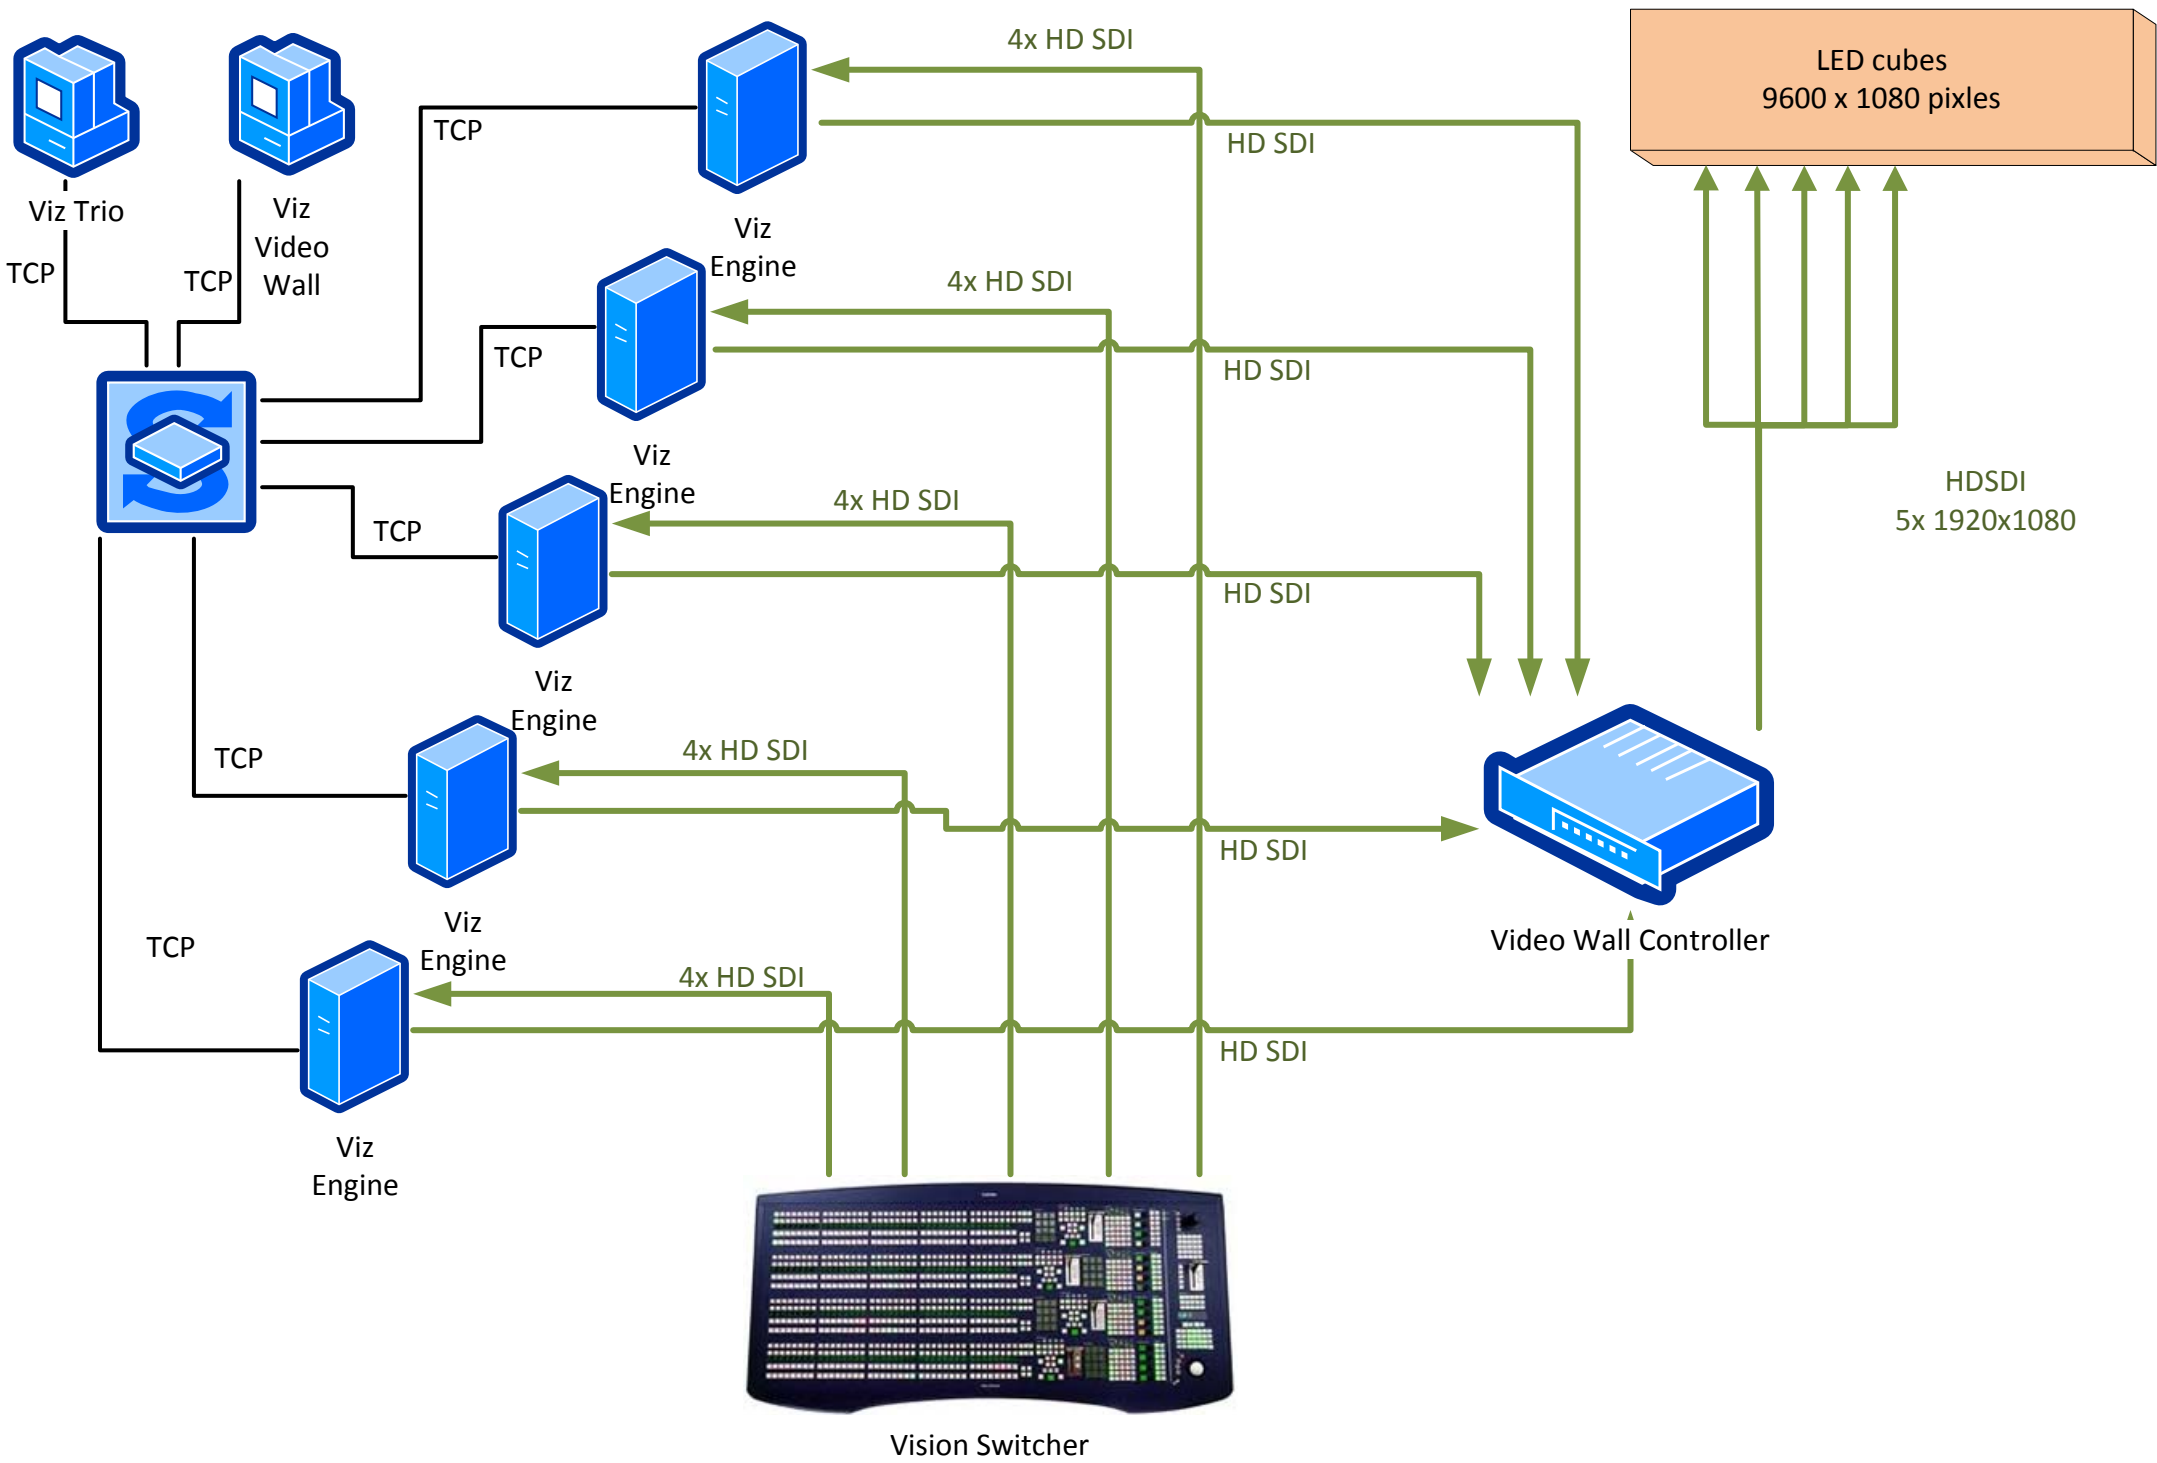 4x HD SDI
LED cubes
9600 x 1080 pixles
TCP
HD SDI
Viz Trio
Viz
Video
Wall
TCP
TCP
Viz
Engine
4x HD SDI
TCP
HD SDI
Viz
Engine
4x HD SDI
TCP
HD SDI
HDSDI
5x 1920x1080
Viz
Engine
4x HD SDI
TCP
HD SDI
Viz
Engine
Video Wall Controller
TCP
4x HD SDI
HD SDI
Viz
Engine
Vision Switcher